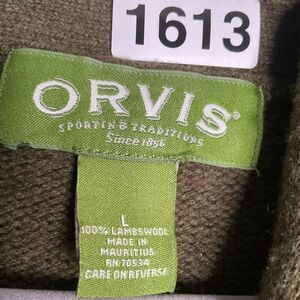 1613
ORVIS
SPORTING TRADITIONS
Since 1856
L
100% LAMBSWOOL
MADE IN
MAURITIUS
RN 70534
CARE ON REVERSE